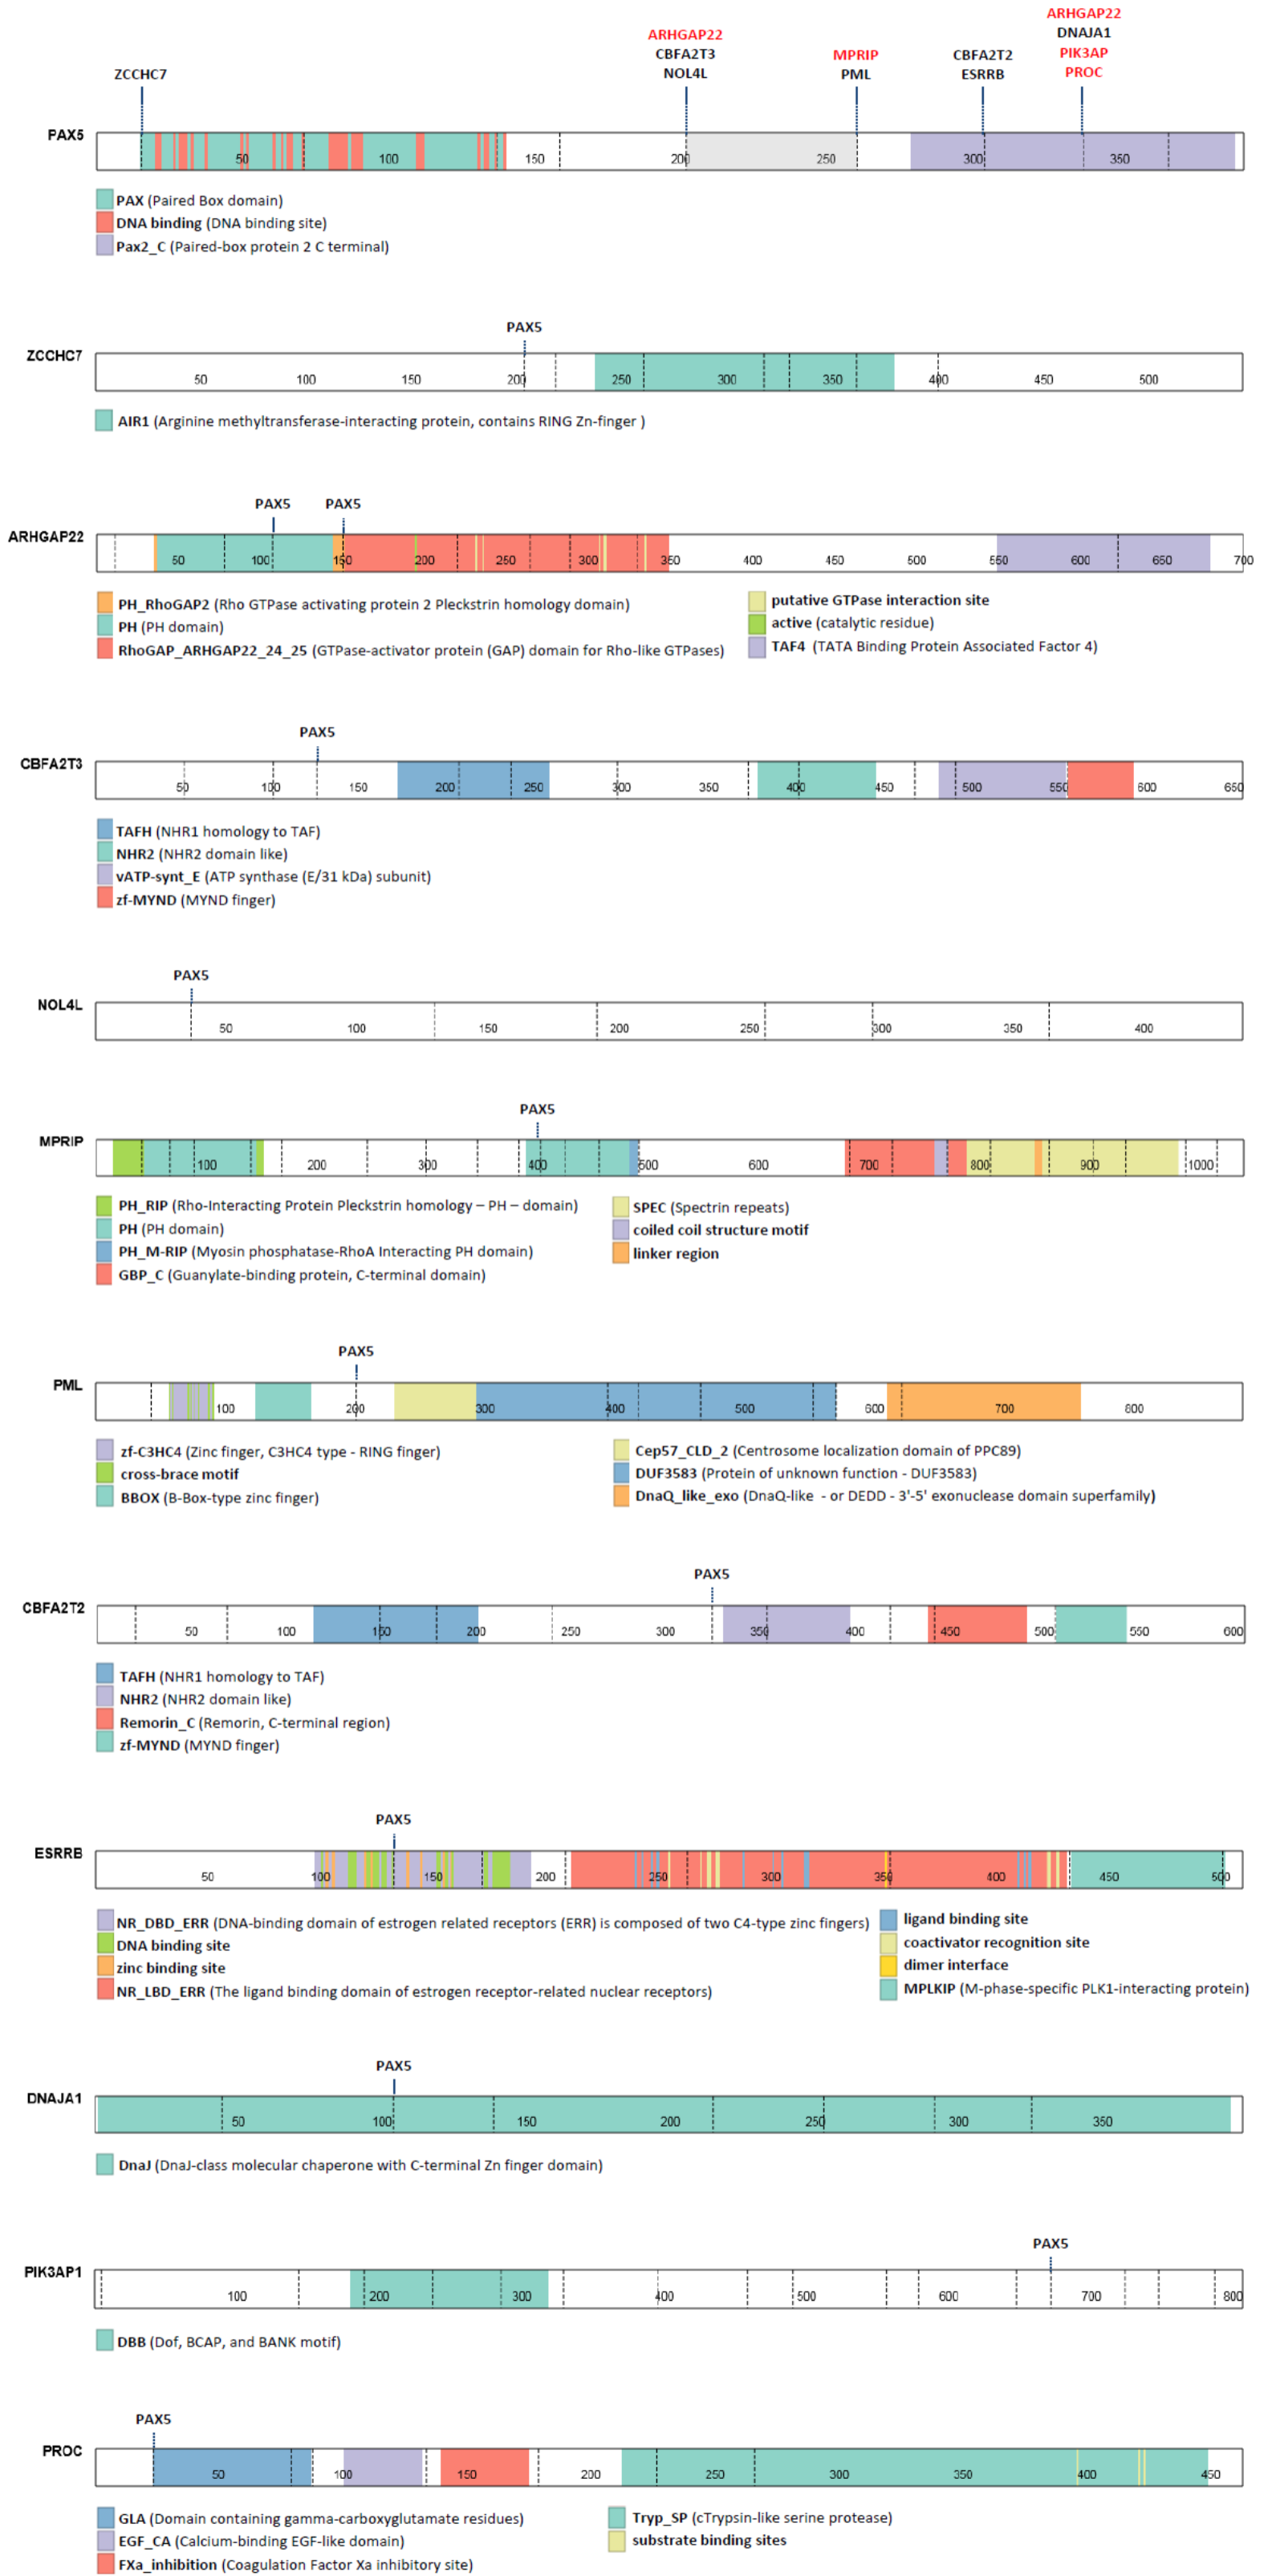 ARHGAP22
ARHGAP22 DNAJA1
CBFA2T3 MPRIP CBFA2T2 PIK3AP
ZCCHC7 NOL4L PML ESRRB PROC
PAX5
50 100 150 200 250 300 350
PAX (Paired Box domain)
DNA binding (DNA binding site)
Pax2_C (Paired-box protein 2 C terminal)
PAX5
ZCCHC7
50 100 150 200 250 300 350 400 450 500
AIR1 (Arginine methyltransferase-interacting protein, contains RING Zn-finger )
PAX5 PAX5
ARHGAP22
50 100 150 200 250 300 350 400 450 500 550 600 650 700
PH_RhoGAP2 (Rho GTPase activating protein 2 Pleckstrin homology domain) putative GTPase interaction site
PH (PH domain) active (catalytic residue)
RhoGAP_ARHGAP22_24_25 (GTPase-activator protein (GAP) domain for Rho-like GTPases) TAF4 (TATA Binding Protein Associated Factor 4)
PAX5
CBFA2T3
50 100 150 200 250 300 350 400 450 500 550 600 650
TAFH (NHR1 homology to TAF)
NHR2 (NHR2 domain like)
vATP-synt_E (ATP synthase (E/31 kDa) subunit)
zf-MYND (MYND finger)
PAX5
NOL4L
50 100 150 200 250 300 350 400
PAX5
MPRIP
100 200 300 400 500 600 700 800 900 1000
PH_RIP (Rho-Interacting Protein Pleckstrin homology – PH – domain) SPEC (Spectrin repeats)
PH (PH domain) coiled coil structure motif
PH_M-RIP (Myosin phosphatase-RhoA Interacting PH domain) linker region
GBP_C (Guanylate-binding protein, C-terminal domain)
PAX5
PML
100 200 300 400 500 600 700 800
zf-C3HC4 (Zinc finger, C3HC4 type - RING finger) Cep57_CLD_2 (Centrosome localization domain of PPC89)
cross-brace motif DUF3583 (Protein of unknown function - DUF3583)
BBOX (B-Box-type zinc finger) DnaQ_like_exo (DnaQ-like - or DEDD - 3'-5' exonuclease domain superfamily)
PAX5
CBFA2T2
50 100 150 200 250 300 350 400 450 500 550 600
TAFH (NHR1 homology to TAF)
NHR2 (NHR2 domain like)
Remorin_C (Remorin, C-terminal region)
zf-MYND (MYND finger)
PAX5
ESRRB
50 100 150 200 250 300 350 400 450 500
NR_DBD_ERR (DNA-binding domain of estrogen related receptors (ERR) is composed of two C4-type zinc fingers) ligand binding site
DNA binding site coactivator recognition site
zinc binding site dimer interface
NR_LBD_ERR (The ligand binding domain of estrogen receptor-related nuclear receptors) MPLKIP (M-phase-specific PLK1-interacting protein)
PAX5
DNAJA1
50 100 150 200 250 300 350
DnaJ (DnaJ-class molecular chaperone with C-terminal Zn finger domain)
PAX5
PIK3AP1
100 200 300 400 500 600 700 800
DBB (Dof, BCAP, and BANK motif)
PAX5
PROC
50 100 150 200 250 300 350 400 450
GLA (Domain containing gamma-carboxyglutamate residues) Tryp_SP (cTrypsin-like serine protease)
EGF_CA (Calcium-binding EGF-like domain) substrate binding sites
FXa_inhibition (Coagulation Factor Xa inhibitory site)